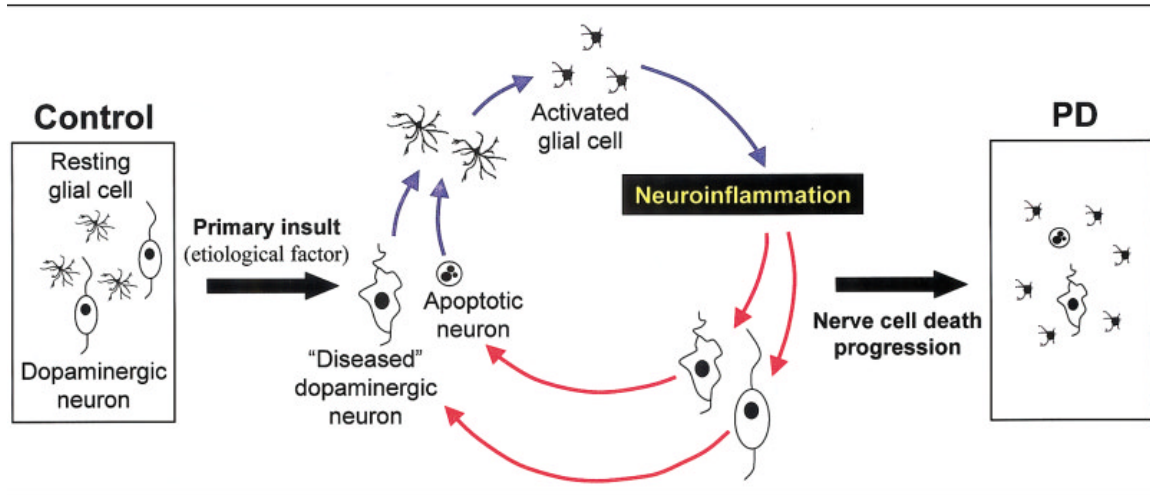 Control
Resting
glial cell
Dopaminergic
neuron
Primary insult
(etiological factor)
"Diseased"
dopaminergic
neuron
Apoptotic
neuron
Activated
glial cell
Neuroinflammation
Nerve cell death
progression
PD